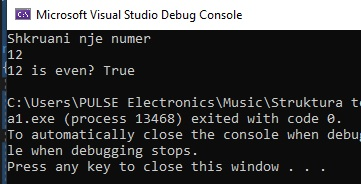 Microsoft Visual Studio Debug Console
Shkruani nje numer
12
12 is even? True
C:\Users\PULSE Electronics\Music\Struktura
a1.exe (process 13468) exited with code 0.
To automatically close the console when
le when debugging stops.
Press any key to close this window . . .